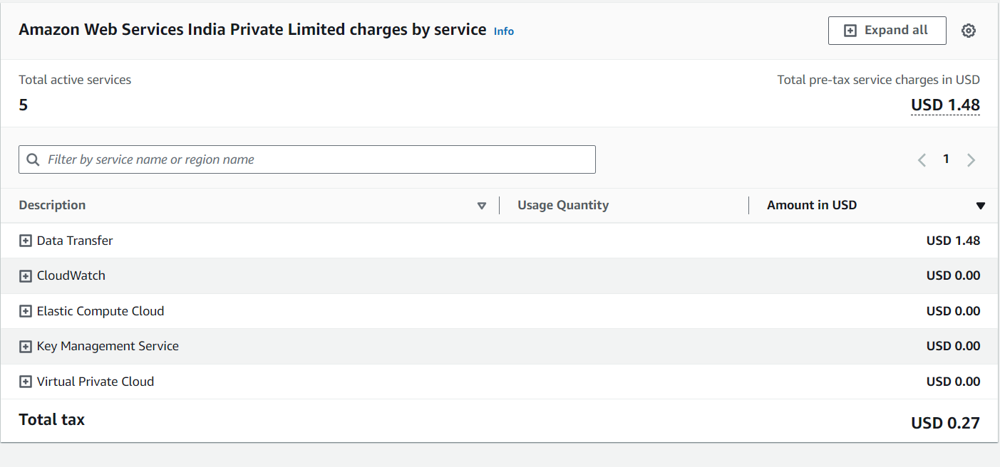 Amazon Web Services India Private Limited charges by service Info
Expand all
Total active services
Total pre-tax service charges in USD
5
USD 1.48
Filter by service name or region name
1
Description Usage Quantity Amount in USD
Data Transfer USD 1.48
CloudWatch USD 0.00
Elastic Compute Cloud USD 0.00
Key Management Service USD 0.00
Virtual Private Cloud USD 0.00
Total tax USD 0.27